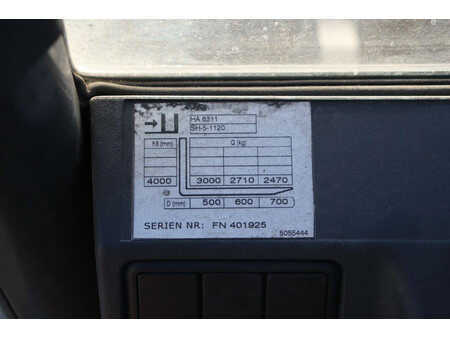 HA 6311
SH-5-1120
h3 (mm) Q (kg)
4000 3000 2710 2470
D (mm) 500 600 700
SERIEN NR: FN 401925
5055444